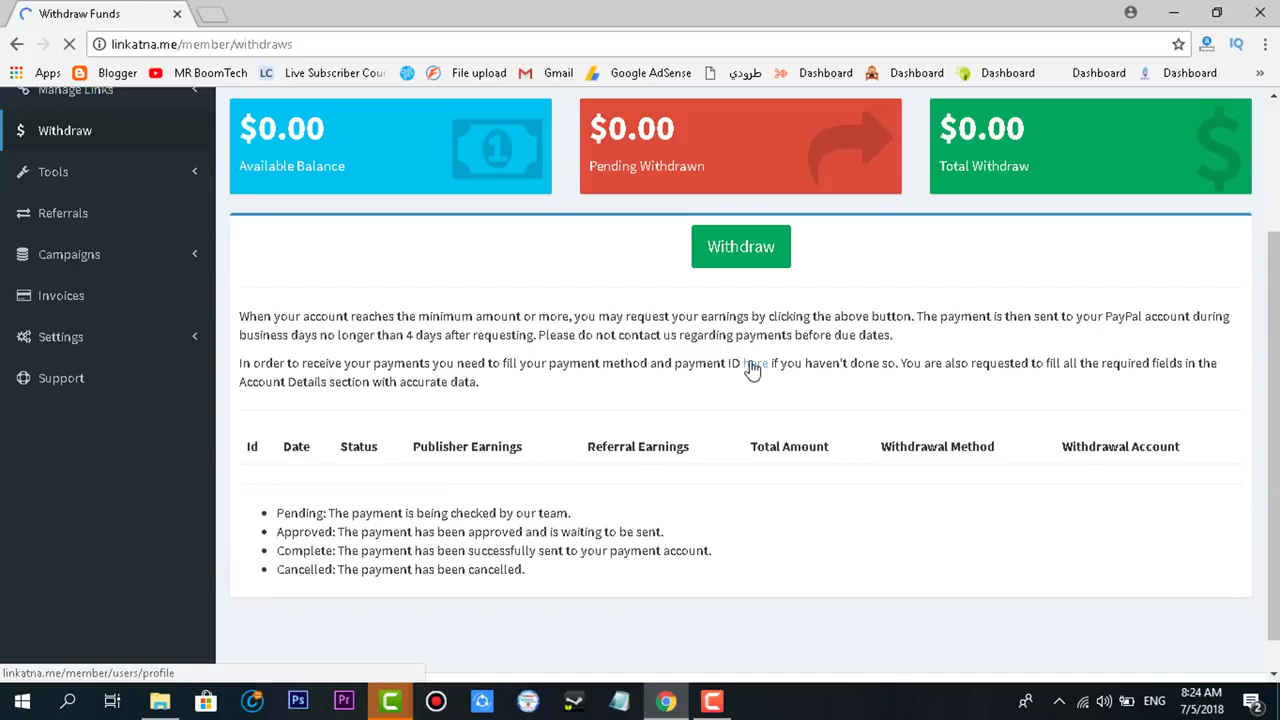 Withdraw Funds
linkatna.me/member/withdraws
Apps Blogger MR BoomTech Live Subscriber Cour File upload Gmail Google AdSense طرودي Dashboard Dashboard Dashboard Dashboard Dashboard »
Manage Links
Withdraw
Tools
Referrals
Campaigns
Invoices
Settings
Support
$0.00
Available Balance
$0.00
Pending Withdrawn
$0.00
Total Withdraw
Withdraw
When your account reaches the minimum amount or more, you may request your earnings by clicking the above button. The payment is then sent to your PayPal account during
business days no longer than 4 days after requesting. Please do not contact us regarding payments before due dates.
In order to receive your payments you need to fill your payment method and payment ID here if you haven't done so. You are also requested to fill all the required fields in the
Account Details section with accurate data.
Id Date Status Publisher Earnings Referral Earnings Total Amount Withdrawal Method Withdrawal Account
• Pending: The payment is being checked by our team.
• Approved: The payment has been approved and is waiting to be sent.
• Complete: The payment has been successfully sent to your payment account.
• Cancelled: The payment has been cancelled.
linkatna.me/member/users/profile
ENG
8:24 AM
7/5/2018
2